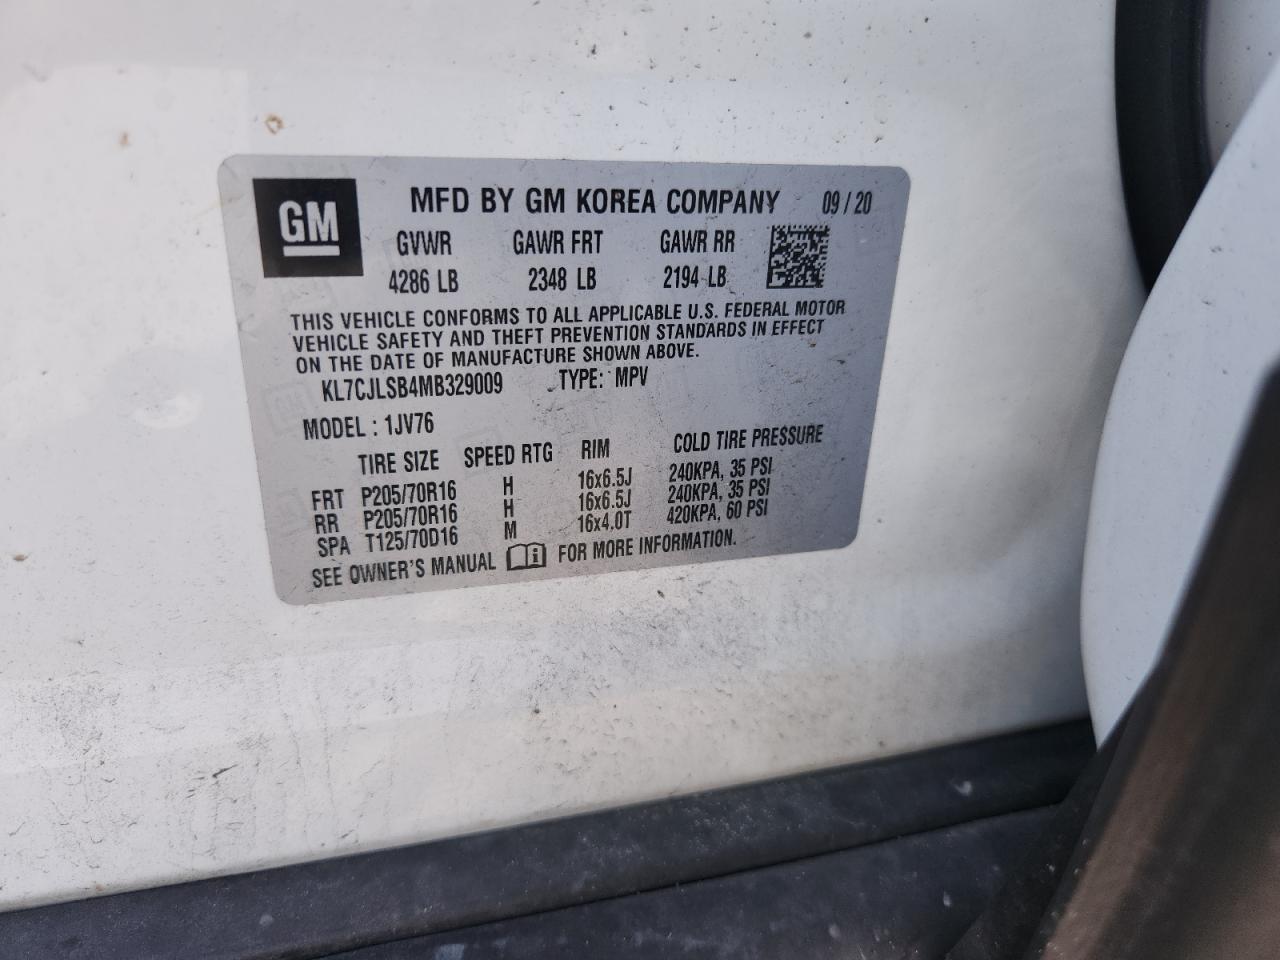 GM
MFD BY GM KOREA COMPANY 09/20
GVWR GAWR FRT GAWR RR
4286 LB 2348 LB 2194 LB
THIS VEHICLE CONFORMS TO ALL APPLICABLE U.S. FEDERAL MOTOR
VEHICLE SAFETY AND THEFT PREVENTION STANDARDS IN EFFECT
ON THE DATE OF MANUFACTURE SHOWN ABOVE.
KL7CJLSB4MB329009 TYPE: MPV
MODEL : 1JV76
TIRE SIZE SPEED RTG RIM COLD TIRE PRESSURE
FRT P205/70R16 H 16x6.5J 240KPA, 35 PSI
RR P205/70R16 H 16x6.5J 240KPA, 35 PSI
SPA T125/70D16 M 16x4.0T 420KPA, 60 PSI
SEE OWNER'S MANUAL FOR MORE INFORMATION.